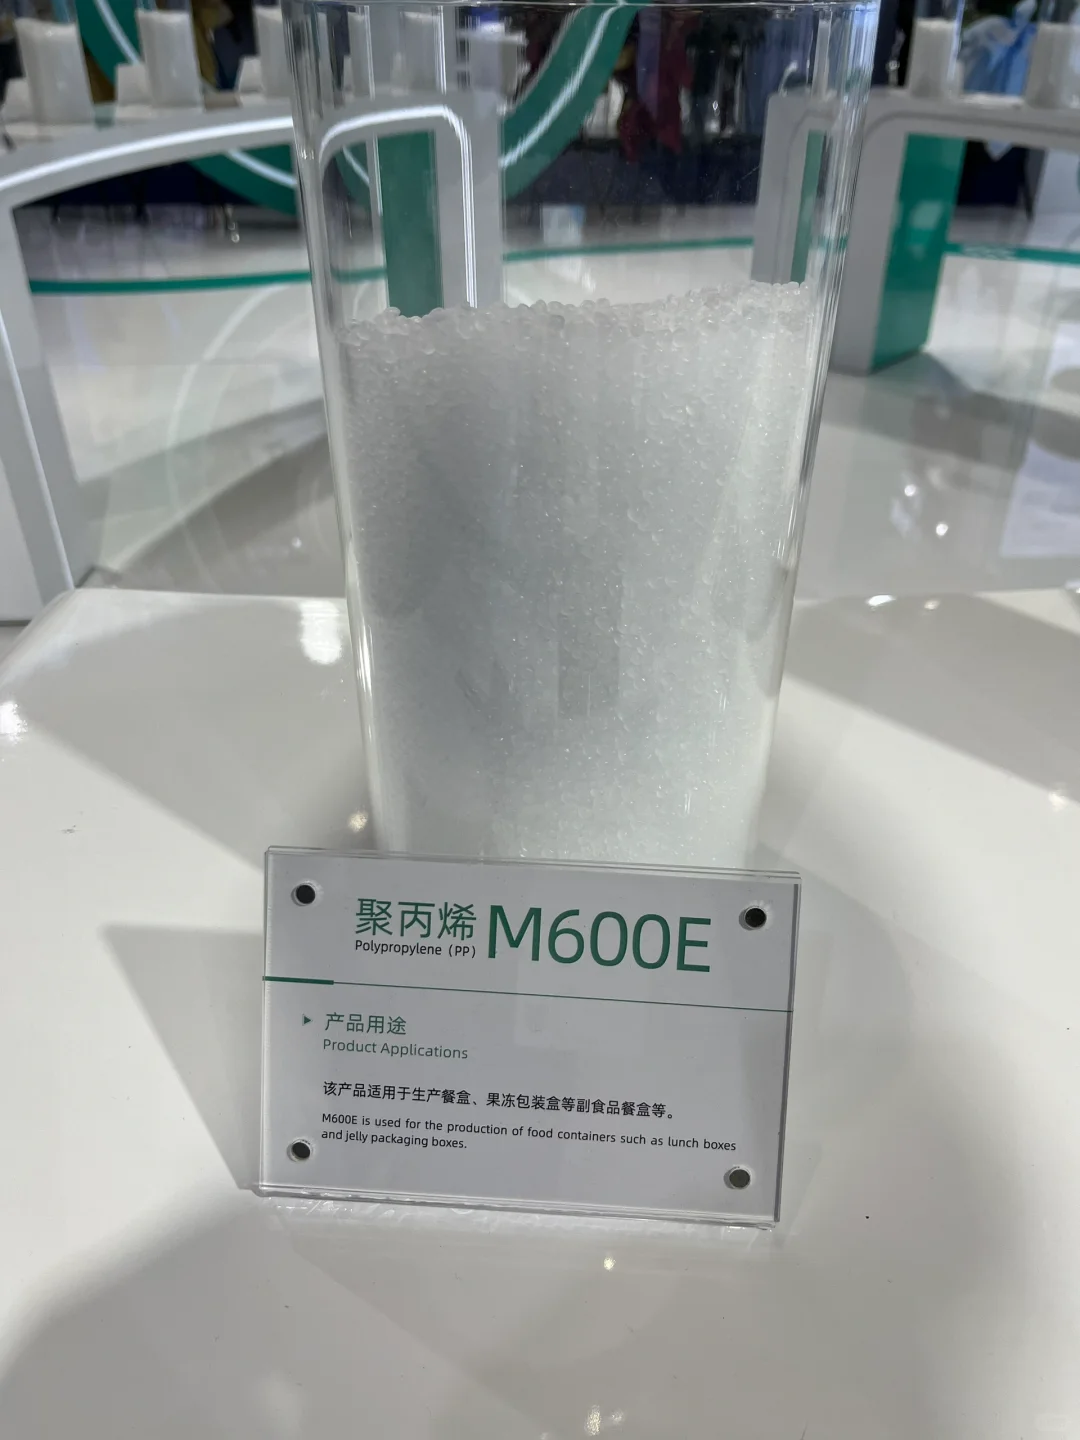 聚丙烯 M600E
Polypropylene (PP)
产品用途
Product Applications
该产品适用于生产餐盒、果冻包装盒等副食品餐盒等。
M600E is used for the production of food containers such as lunch boxes
and jelly packaging boxes.